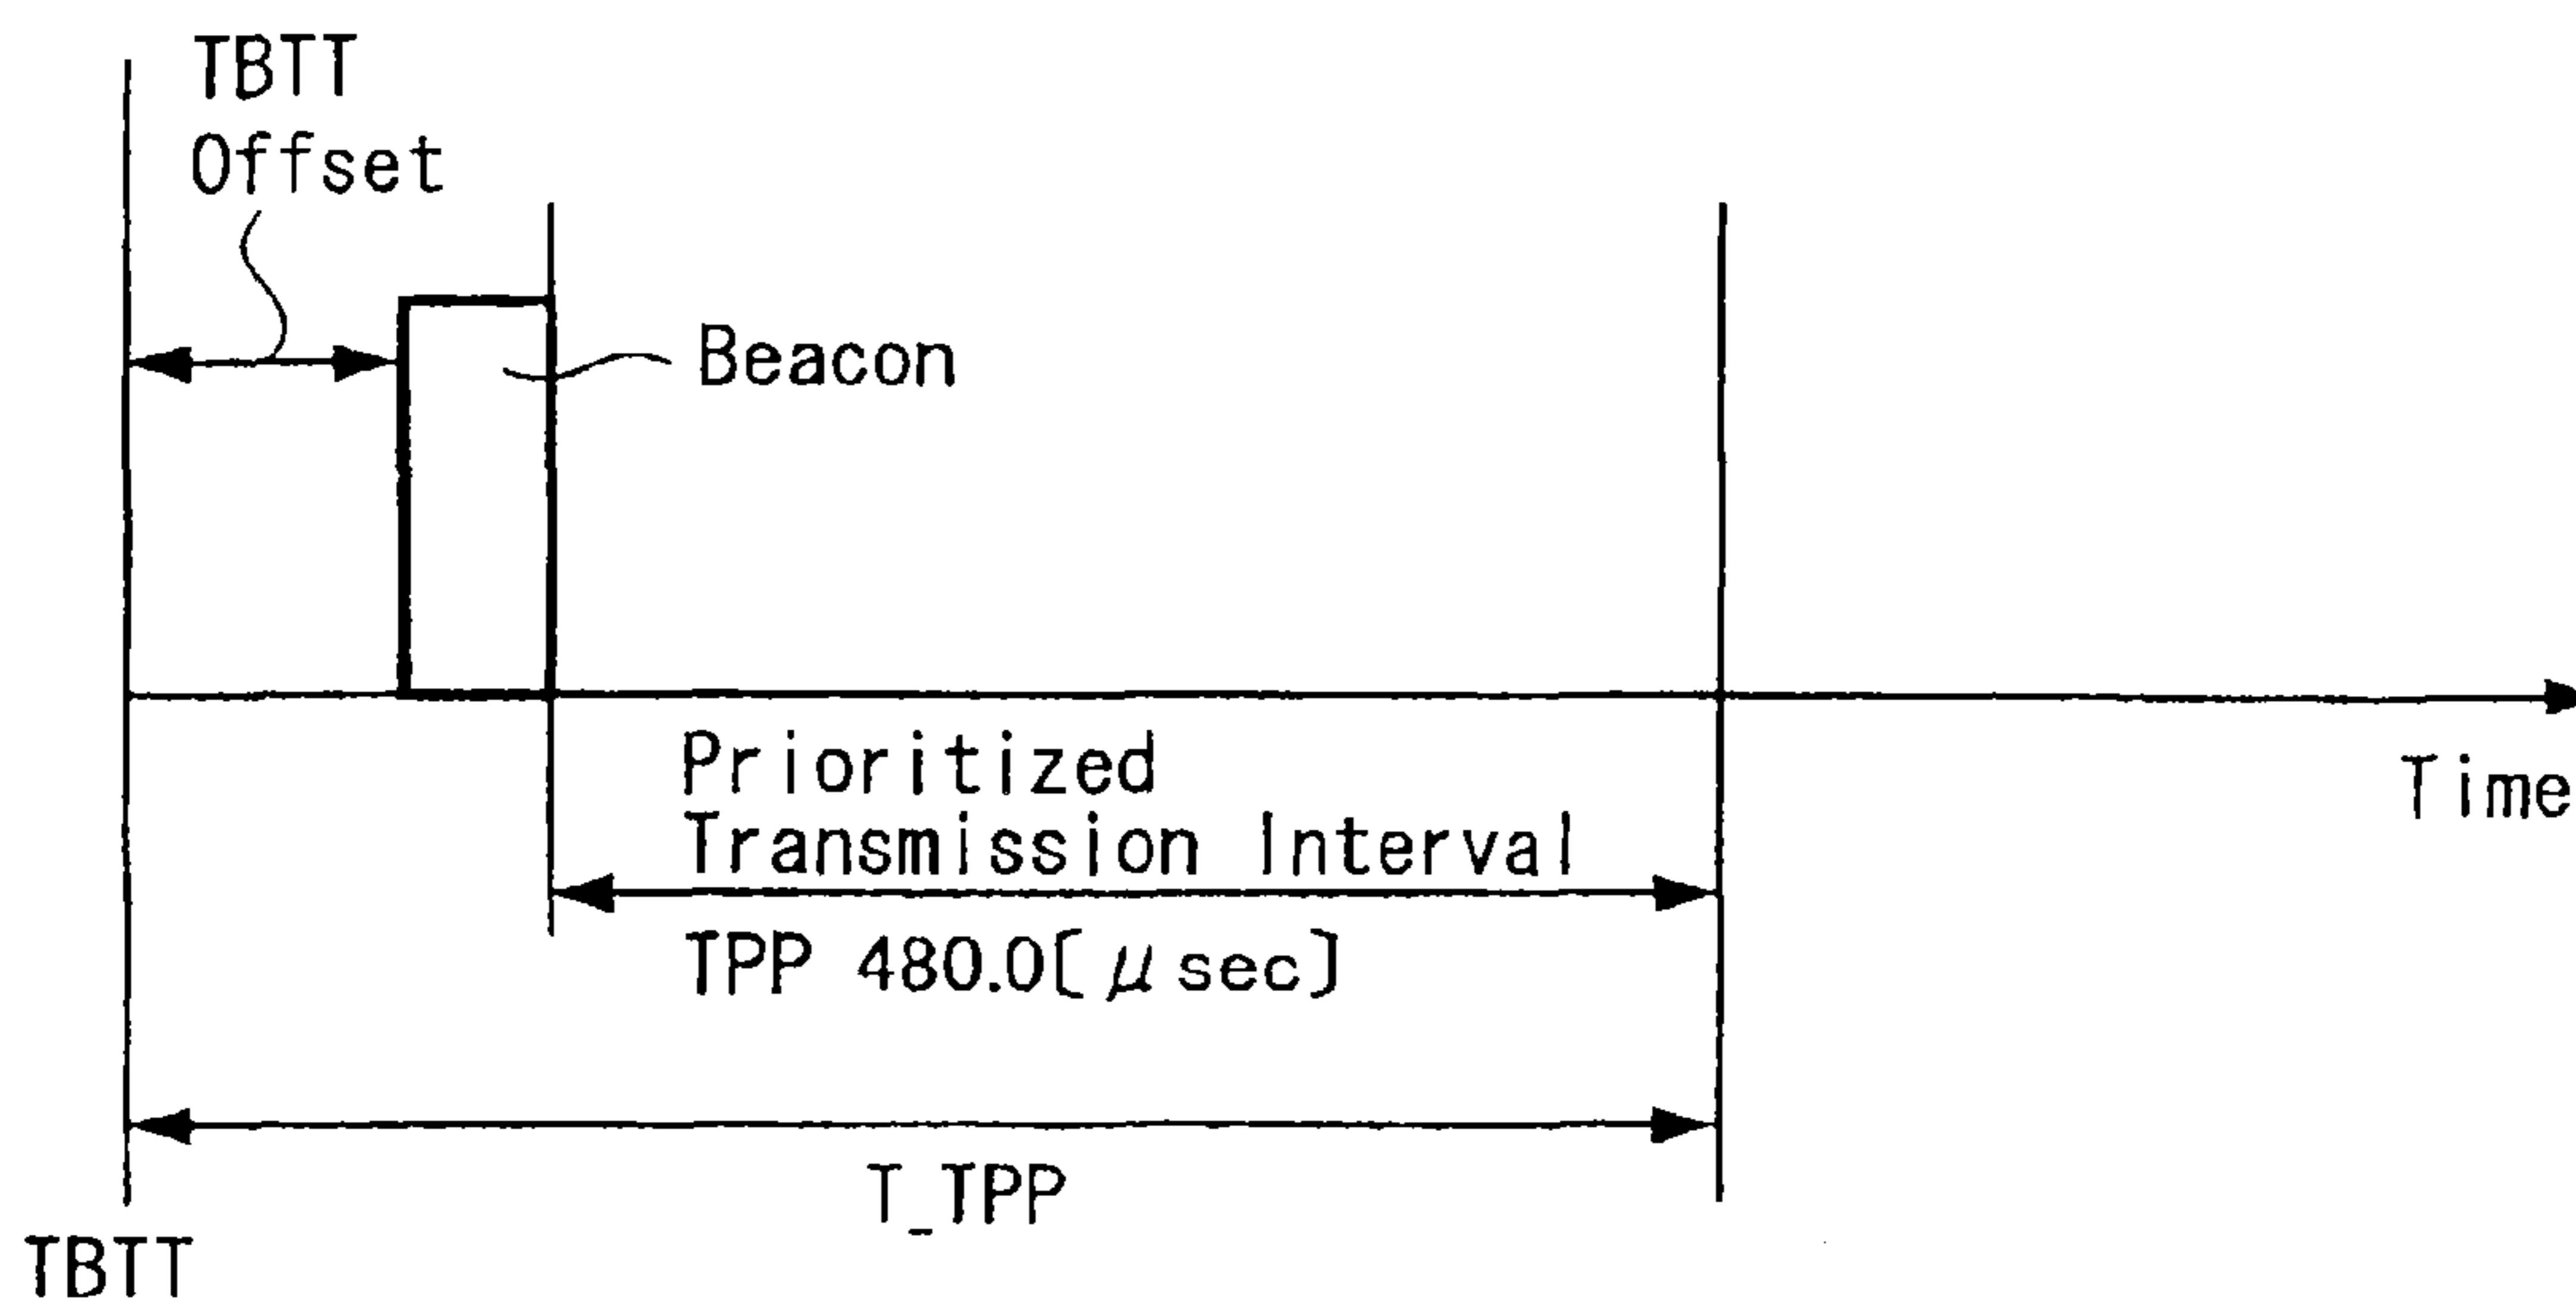 TBTT
Offset
Beacon
Prioritized
Transmission Interval
Time
TPP 480.0[μsec]
T_TPP
TBTT